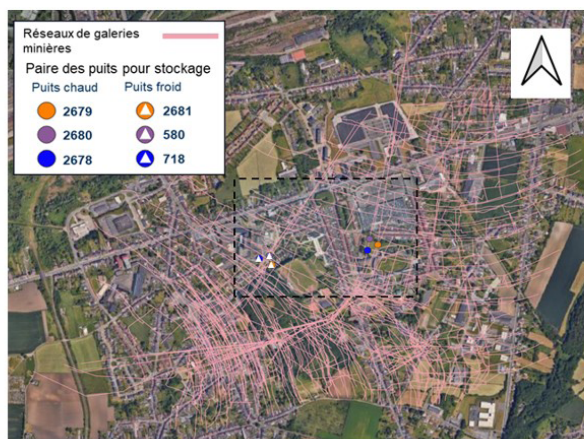 Réseaux de galeries
minières
Paire des puits pour stockage
Puits chaud Puits froid
2679 2681
2680 580
2678 718